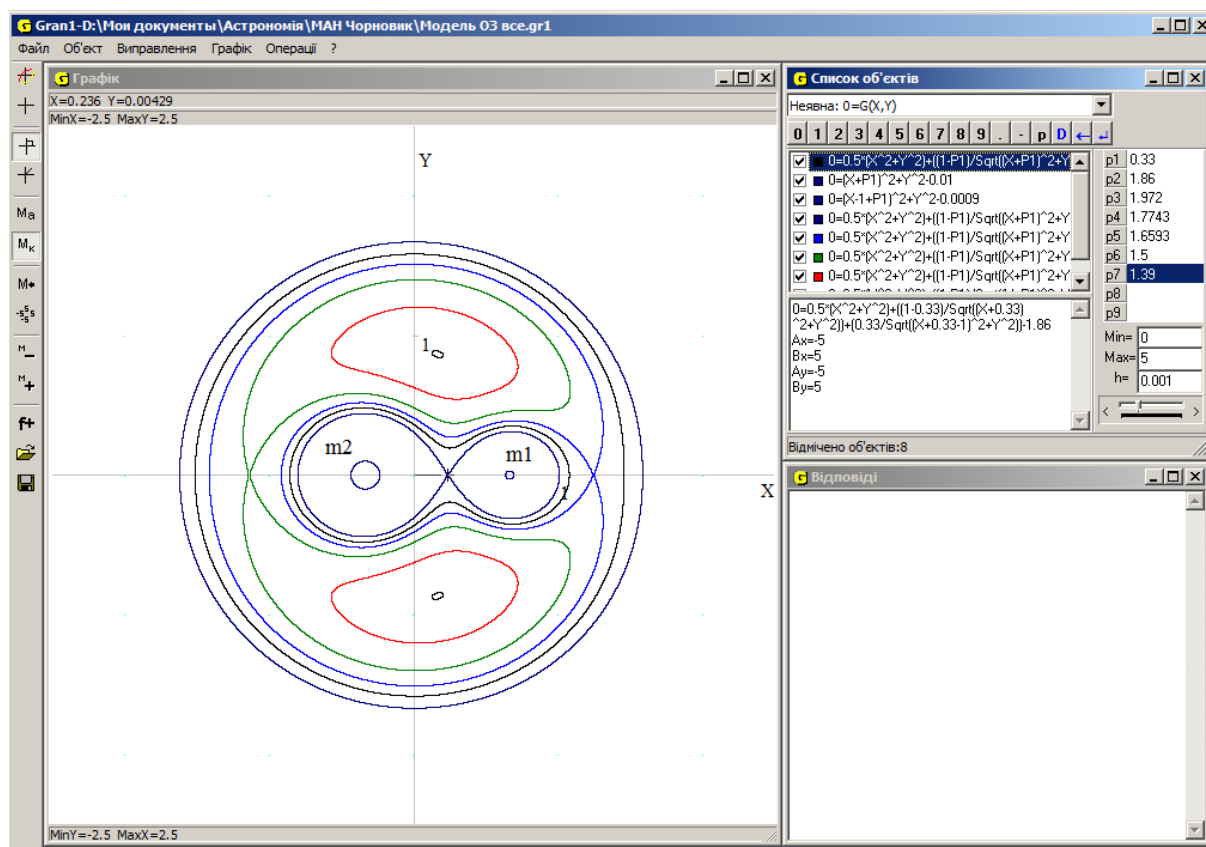 Gran1-D:\Мои документы\Астрономія\МАН Чорновик\Модель ОЗ все.gr1
Файл Об'єкт Виправлення Графік Операції ?
Графік
X=0.236 Y=0.00429
MinX=-2.5 MaxY=2.5
Y
1
m2
m1
1
X
MinY=-2.5 MaxX=2.5
Ma
Mк
M
-5 5 5 5
M
M
f+
Список об'єктів
Неявна: 0=G(X,Y)
0 1 2 3 4 5 6 7 8 9 . - p D ←
0=0.5*(X^2+Y^2)+((1-P1)/Sqrt((X+P1)^2+Y
0=(X+P1)^2+Y^2-0.01
0=(X-1+P1)^2+Y^2-0.0009
0=0.5*(X^2+Y^2)+((1-P1)/Sqrt((X+P1)^2+Y
0=0.5*(X^2+Y^2)+((1-P1)/Sqrt((X+P1)^2+Y
0=0.5*(X^2+Y^2)+((1-P1)/Sqrt((X+P1)^2+Y
0=0.5*(X^2+Y^2)+((1-P1)/Sqrt((X+P1)^2+Y
p1 0.33
p2 1.86
p3 1.972
p4 1.7743
p5 1.6593
p6 1.5
p7 1.39
p8
p9
0=0.5*(X^2+Y^2)+((1-0.33)/Sqrt((X+0.33)
^2+Y^2))+(0.33/Sqrt((X+0.33-1)^2+Y^2))-1.86
Ax=-5
Bx=5
Ay=-5
By=5
Min= 0
Max= 5
h= 0.001
< >
Відмічено об'єктів:8
Відповіді